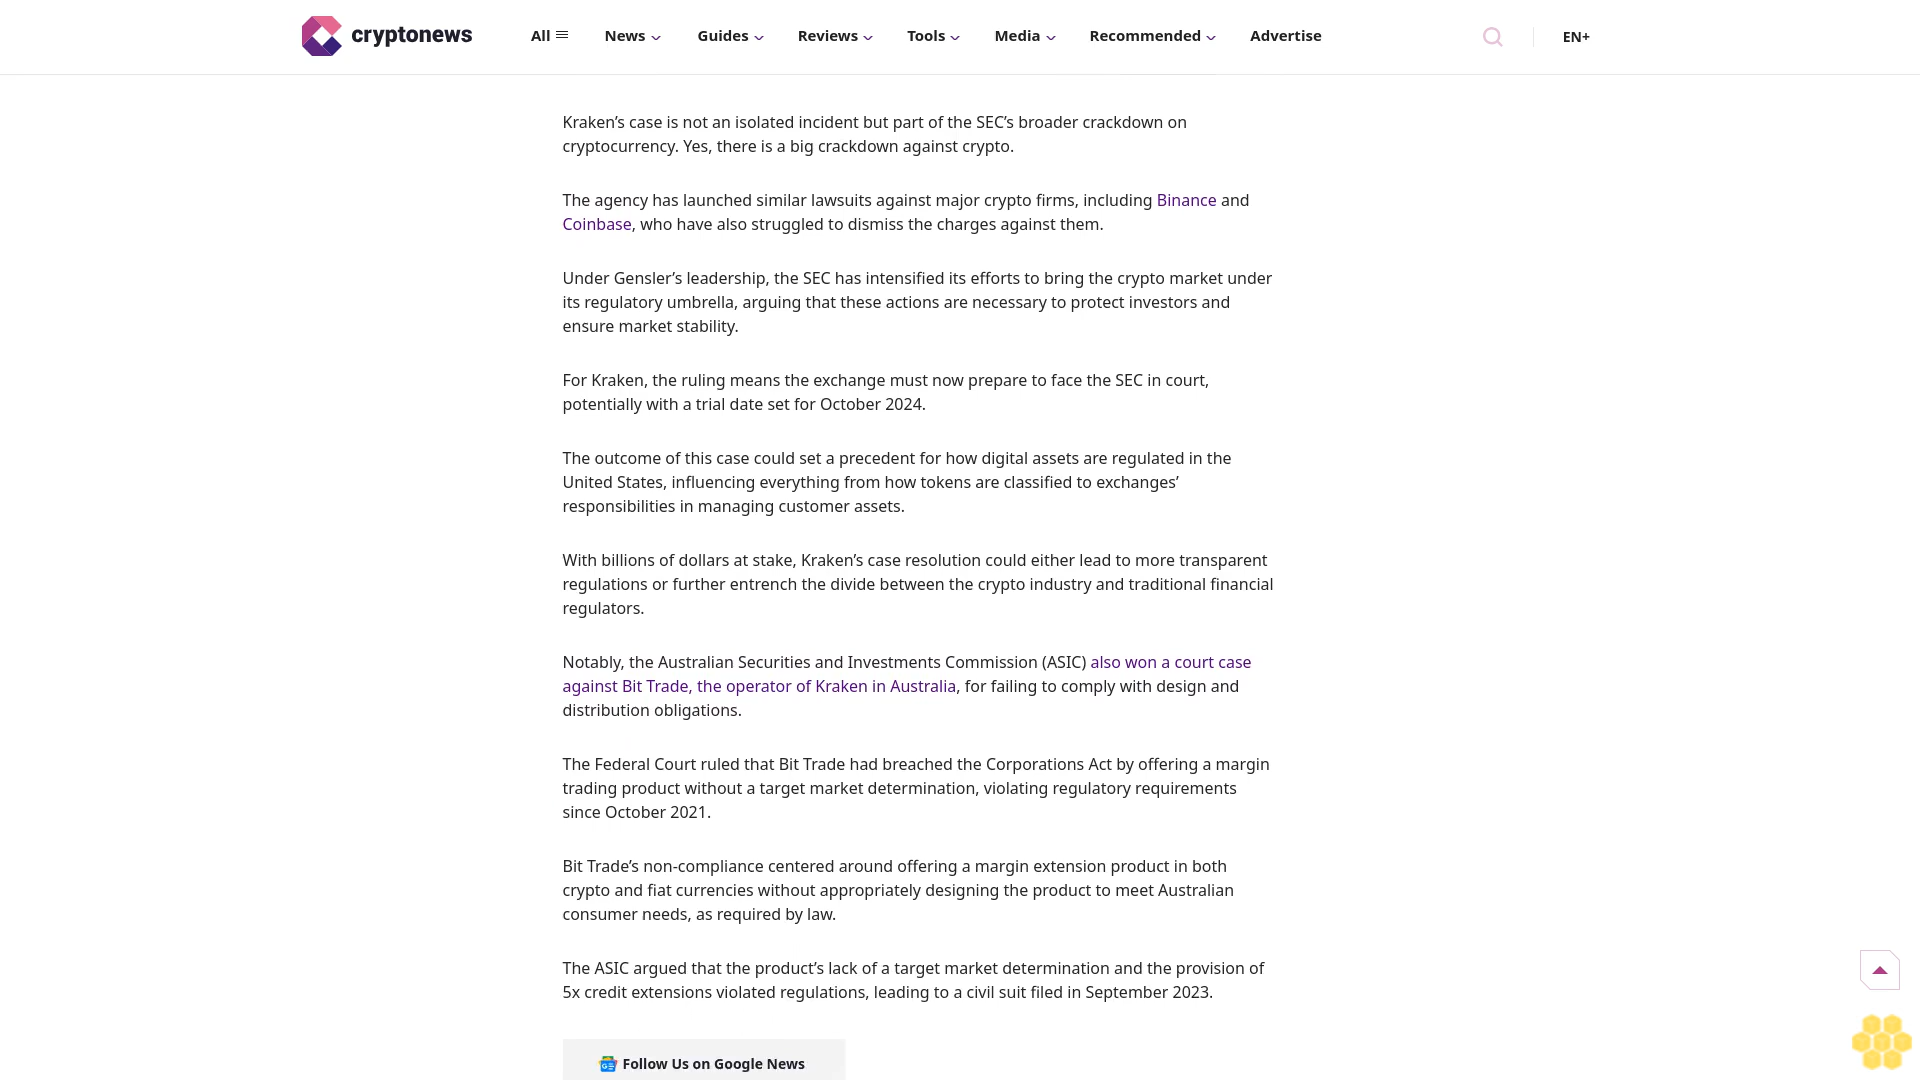 cryptonews
All
News
Guides
Reviews
Tools
Media
Recommended
Advertise
EN+
Kraken’s case is not an isolated incident but part of the SEC’s broader crackdown on
cryptocurrency. Yes, there is a big crackdown against crypto.
The agency has launched similar lawsuits against major crypto firms, including Binance and
Coinbase, who have also struggled to dismiss the charges against them.
Under Gensler’s leadership, the SEC has intensified its efforts to bring the crypto market under
its regulatory umbrella, arguing that these actions are necessary to protect investors and
ensure market stability.
For Kraken, the ruling means the exchange must now prepare to face the SEC in court,
potentially with a trial date set for October 2024.
The outcome of this case could set a precedent for how digital assets are regulated in the
United States, influencing everything from how tokens are classified to exchanges’
responsibilities in managing customer assets.
With billions of dollars at stake, Kraken’s case resolution could either lead to more transparent
regulations or further entrench the divide between the crypto industry and traditional financial
regulators.
Notably, the Australian Securities and Investments Commission (ASIC) also won a court case
against Bit Trade, the operator of Kraken in Australia, for failing to comply with design and
distribution obligations.
The Federal Court ruled that Bit Trade had breached the Corporations Act by offering a margin
trading product without a target market determination, violating regulatory requirements
since October 2021.
Bit Trade’s non-compliance centered around offering a margin extension product in both
crypto and fiat currencies without appropriately designing the product to meet Australian
consumer needs, as required by law.
The ASIC argued that the product’s lack of a target market determination and the provision of
5x credit extensions violated regulations, leading to a civil suit filed in September 2023.
Follow Us on Google News